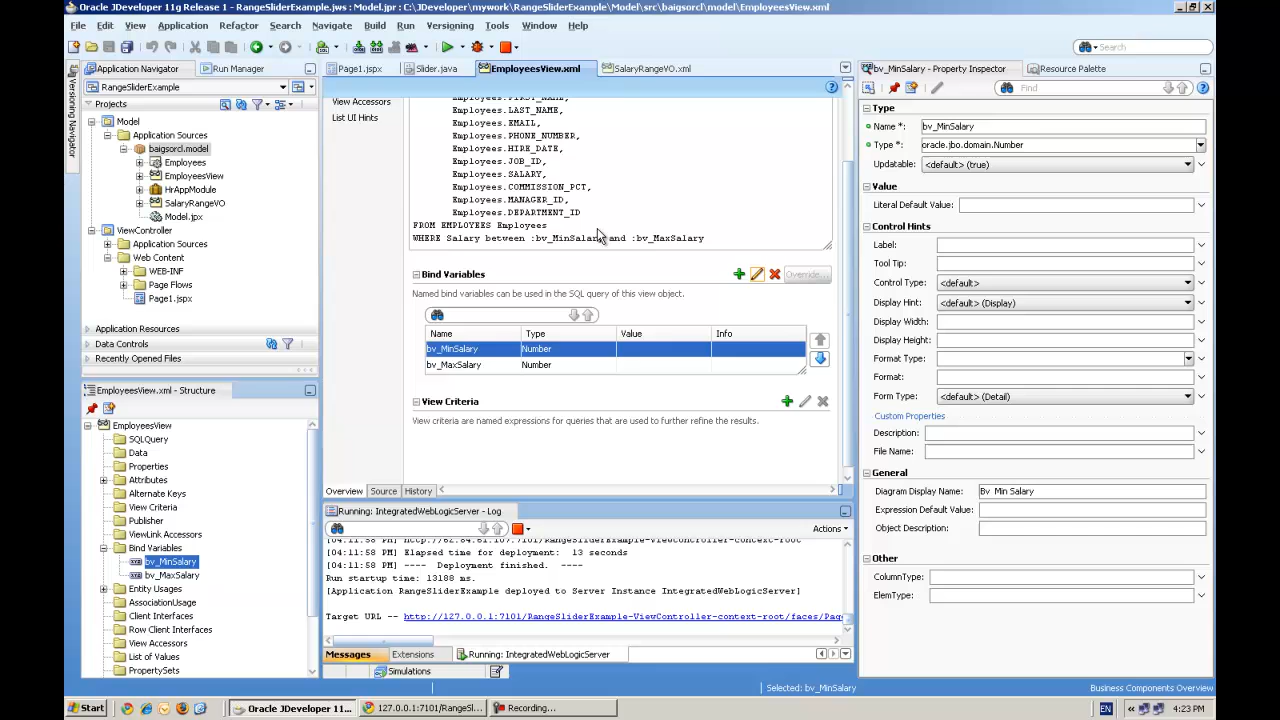 Oracle JDeveloper 11g Release 1 - RangeSliderExample.jws : Model.jpr : C:\JDeveloper\mywork\RangeSliderExample\Model\src\baigsorcl\model\EmployeesView.xml
File Edit View Application Refactor Search Navigate Build Run Versioning Tools Window Help
Search
Application Navigator Run Manager
Page1.jspx Slider.java EmployeesView.xml SalaryRangeVO.xml
bv_MinSalary - Property Inspector Resource Palette
Versioning Navigator
RangeSliderExample
Find
Projects
Model
Application Sources
baigsorcl.model
Employees
EmployeesView
HrAppModule
SalaryRangeVO
Model.jpx
ViewController
Application Sources
Web Content
WEB-INF
Page Flows
Page1.jspx
Application Resources
Data Controls
Recently Opened Files
EmployeesView.xml - Structure
EmployeesView
SQLQuery
Data
Properties
Attributes
Alternate Keys
View Criteria
Publisher
ViewLink Accessors
Bind Variables
bv_MinSalary
bv_MaxSalary
Entity Usages
AssociationUsage
Client Interfaces
Row Client Interfaces
View Accessors
List of Values
PropertySets
View Accessors
List UI Hints
Employees.FIRST_NAME,
Employees.LAST_NAME,
Employees.EMAIL,
Employees.PHONE_NUMBER,
Employees.HIRE_DATE,
Employees.JOB_ID,
Employees.SALARY,
Employees.COMMISSION_PCT,
Employees.MANAGER_ID,
Employees.DEPARTMENT_ID
FROM EMPLOYEES Employees
WHERE Salary between :bv_MinSalary and :bv_MaxSalary
Bind Variables
Override...
Named bind variables can be used in the SQL query of this view object.
Name Type Value Info
bv_MinSalary Number
bv_MaxSalary Number
View Criteria
View criteria are named expressions for queries that are used to further refine the results.
Overview Source History
Running: IntegratedWebLogicServer - Log
Actions
[04:11:58 PM] Elapsed time for deployment: 13 seconds
[04:11:58 PM] ---- Deployment finished. ----
Run startup time: 13188 ms.
[Application RangeSliderExample deployed to Server Instance IntegratedWebLogicServer]
Target URL -- http://127.0.0.1:7101/RangeSliderExample-ViewController-context-root/faces/Pag
Messages Extensions Running: IntegratedWebLogicServer
Simulations
Type
Name *: bv_MinSalary
Type *: oracle.jbo.domain.Number
Updatable: <default> (true)
Value
Literal Default Value:
Control Hints
Label:
Tool Tip:
Control Type: <default>
Display Hint: <default> (Display)
Display Width:
Display Height:
Format Type:
Format:
Form Type: <default> (Detail)
Custom Properties
Description:
File Name:
General
Diagram Display Name: Bv Min Salary
Expression Default Value:
Object Description:
Other
ColumnType:
ElemType:
Selected: bv_MinSalary Business Components Overview
Start Oracle JDeveloper 11... 127.0.0.1:7101/RangeSl... Recording... EN 4:23 PM